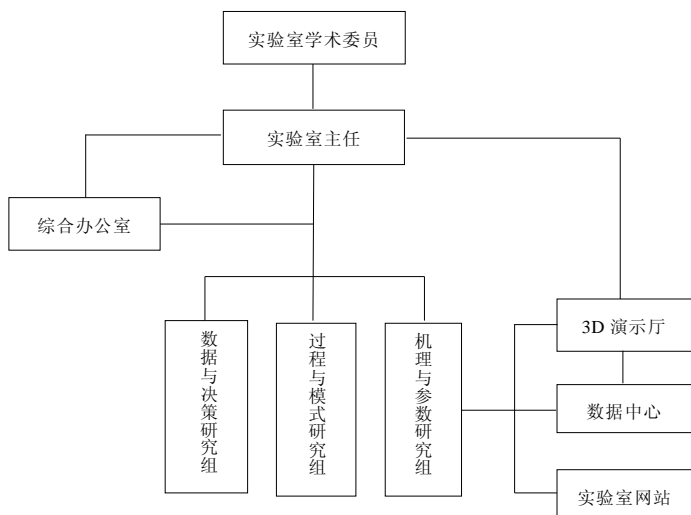 实验室学术委员
实验室主任
综合办公室
数据与决策研究组
过程与模式研究组
机理与参数研究组
3D 演示厅
数据中心
实验室网站